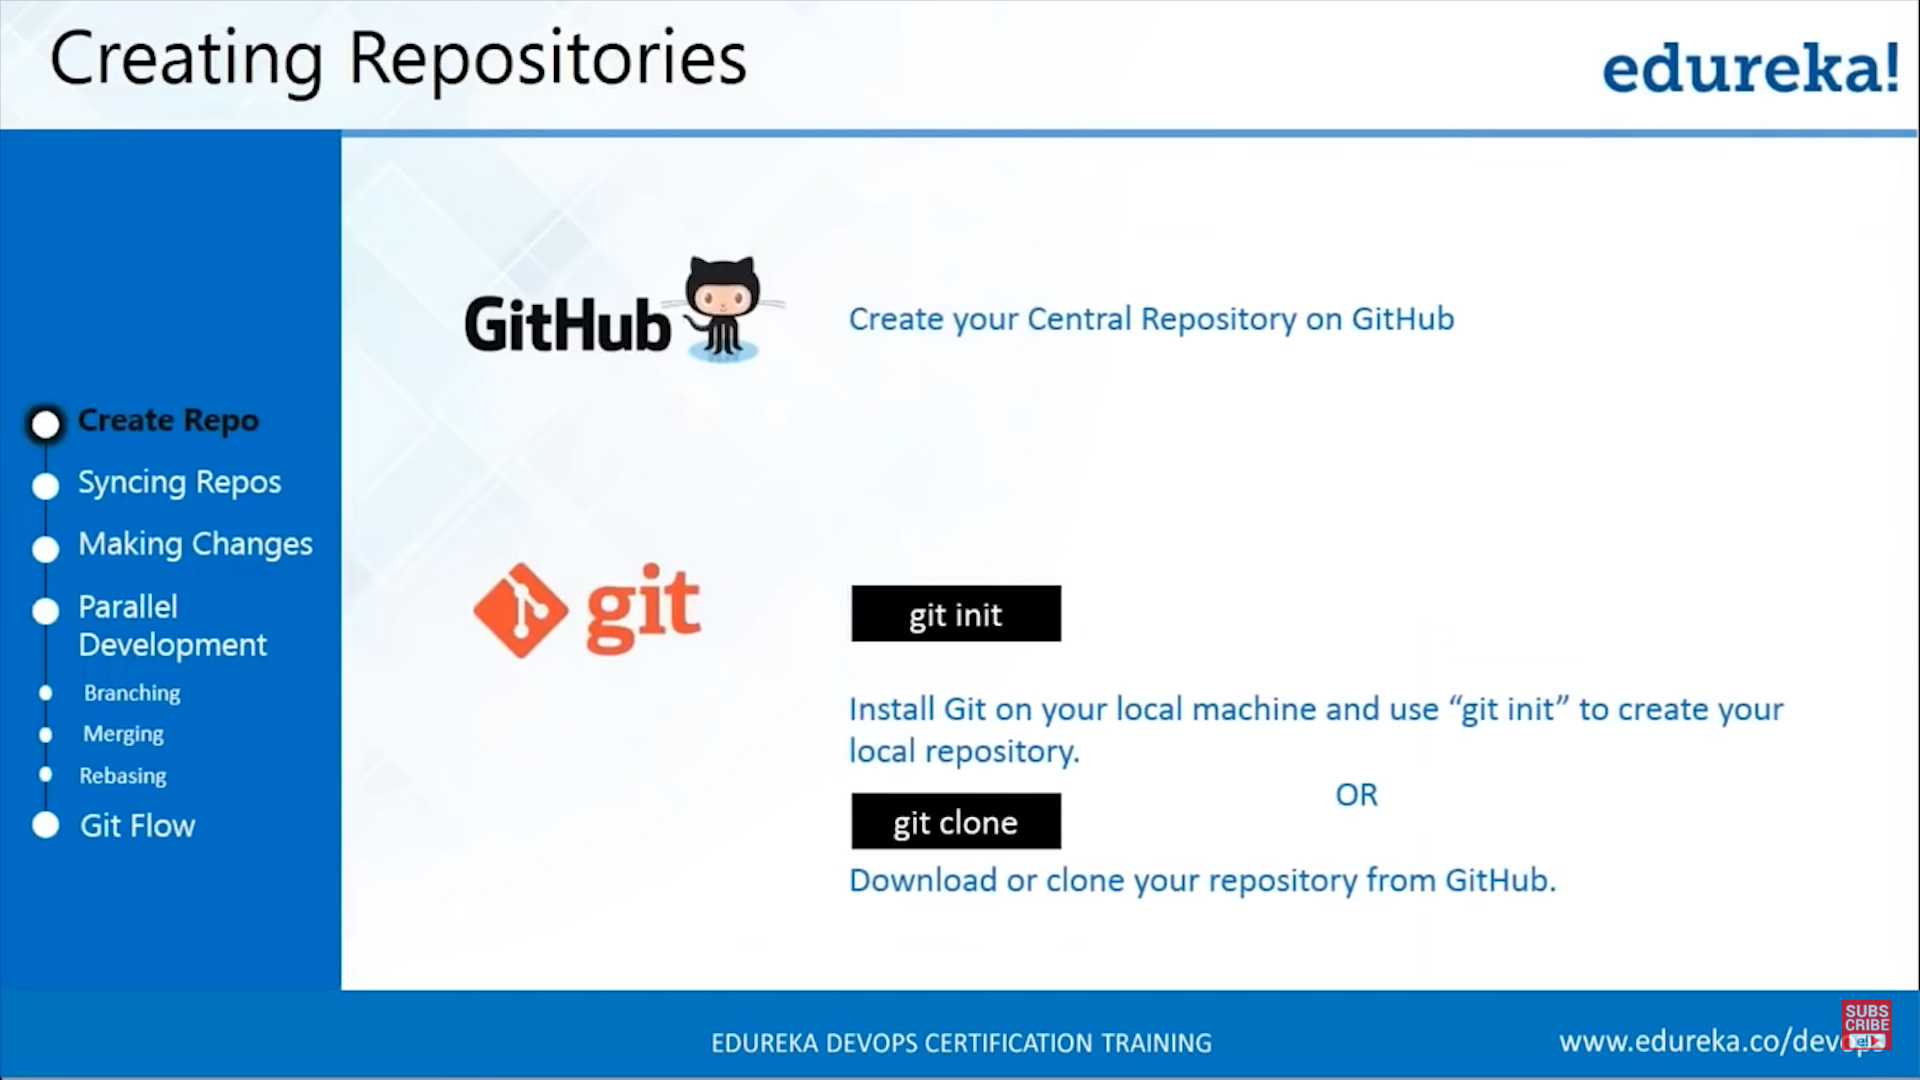 Creating Repositories
edureka!
Create Repo
Syncing Repos
Making Changes
Parallel
Development
Branching
Merging
Rebasing
Git Flow
GitHub
Create your Central Repository on GitHub
git
git init
Install Git on your local machine and use “git init” to create your
local repository.
OR
git clone
Download or clone your repository from GitHub.
EDUREKA DEVOPS CERTIFICATION TRAINING
www.edureka.co/devops
SUBS
CRIBE
e!